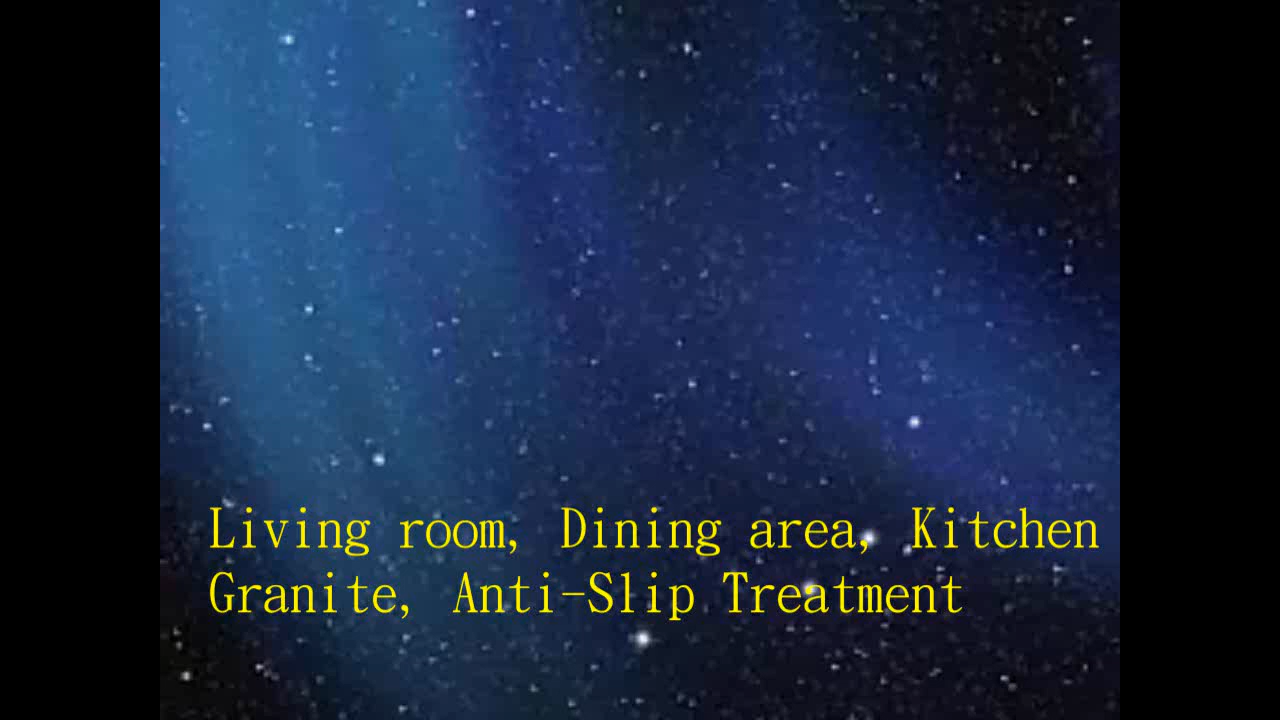 Living room, Dining area, Kitchen
Granite, Anti-Slip Treatment